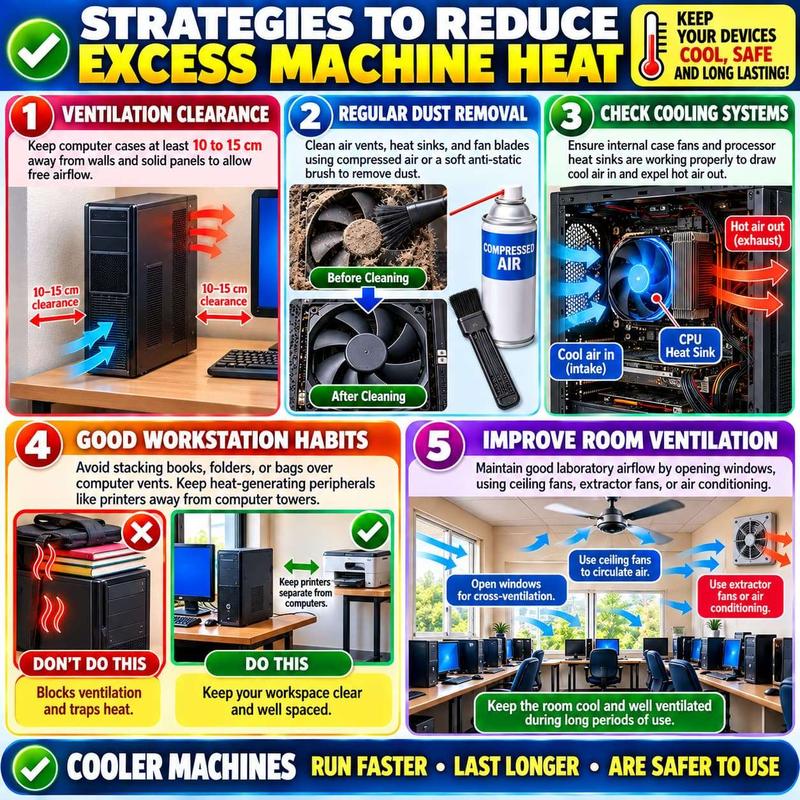 STRATEGIES TO REDUCE
EXCESS MACHINE HEAT
KEEP
YOUR DEVICES
COOL, SAFE
AND LONG LASTING!
1 VENTILATION CLEARANCE
Keep computer cases at least 10 to 15 cm
away from walls and solid panels to allow
free airflow.
10–15 cm
clearance
10–15 cm
clearance
2 REGULAR DUST REMOVAL
Clean air vents, heat sinks, and fan blades
using compressed air or a soft anti-static
brush to remove dust.
Before Cleaning
COMPRESSED
AIR
After Cleaning
3 CHECK COOLING SYSTEMS
Ensure internal case fans and processor
heat sinks are working properly to draw
cool air in and expel hot air out.
Hot air out
(exhaust)
Cool air in
(intake)
CPU
Heat Sink
4 GOOD WORKSTATION HABITS
Avoid stacking books, folders, or bags over
computer vents. Keep heat-generating peripherals
like printers away from computer towers.
Keep printers
separate from
computers.
DON'T DO THIS
Blocks ventilation
and traps heat.
DO THIS
Keep your workspace clear
and well spaced.
5 IMPROVE ROOM VENTILATION
Maintain good laboratory airflow by opening windows,
using ceiling fans, extractor fans, or air conditioning.
Open windows
for cross-ventilation.
Use ceiling fans
to circulate air.
Use extractor
fans or air
conditioning.
Keep the room cool and well ventilated
during long periods of use.
COOLER MACHINES RUN FASTER • LAST LONGER • ARE SAFER TO USE